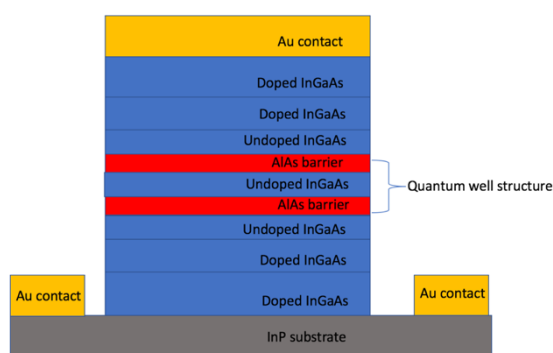 Au contact
Doped InGaAs
Doped InGaAs
Undoped InGaAs
AlAs barrier
Undoped InGaAs
Quantum well structure
AlAs barrier
Undoped InGaAs
Doped InGaAs
Au contact
Doped InGaAs
Au contact
InP substrate